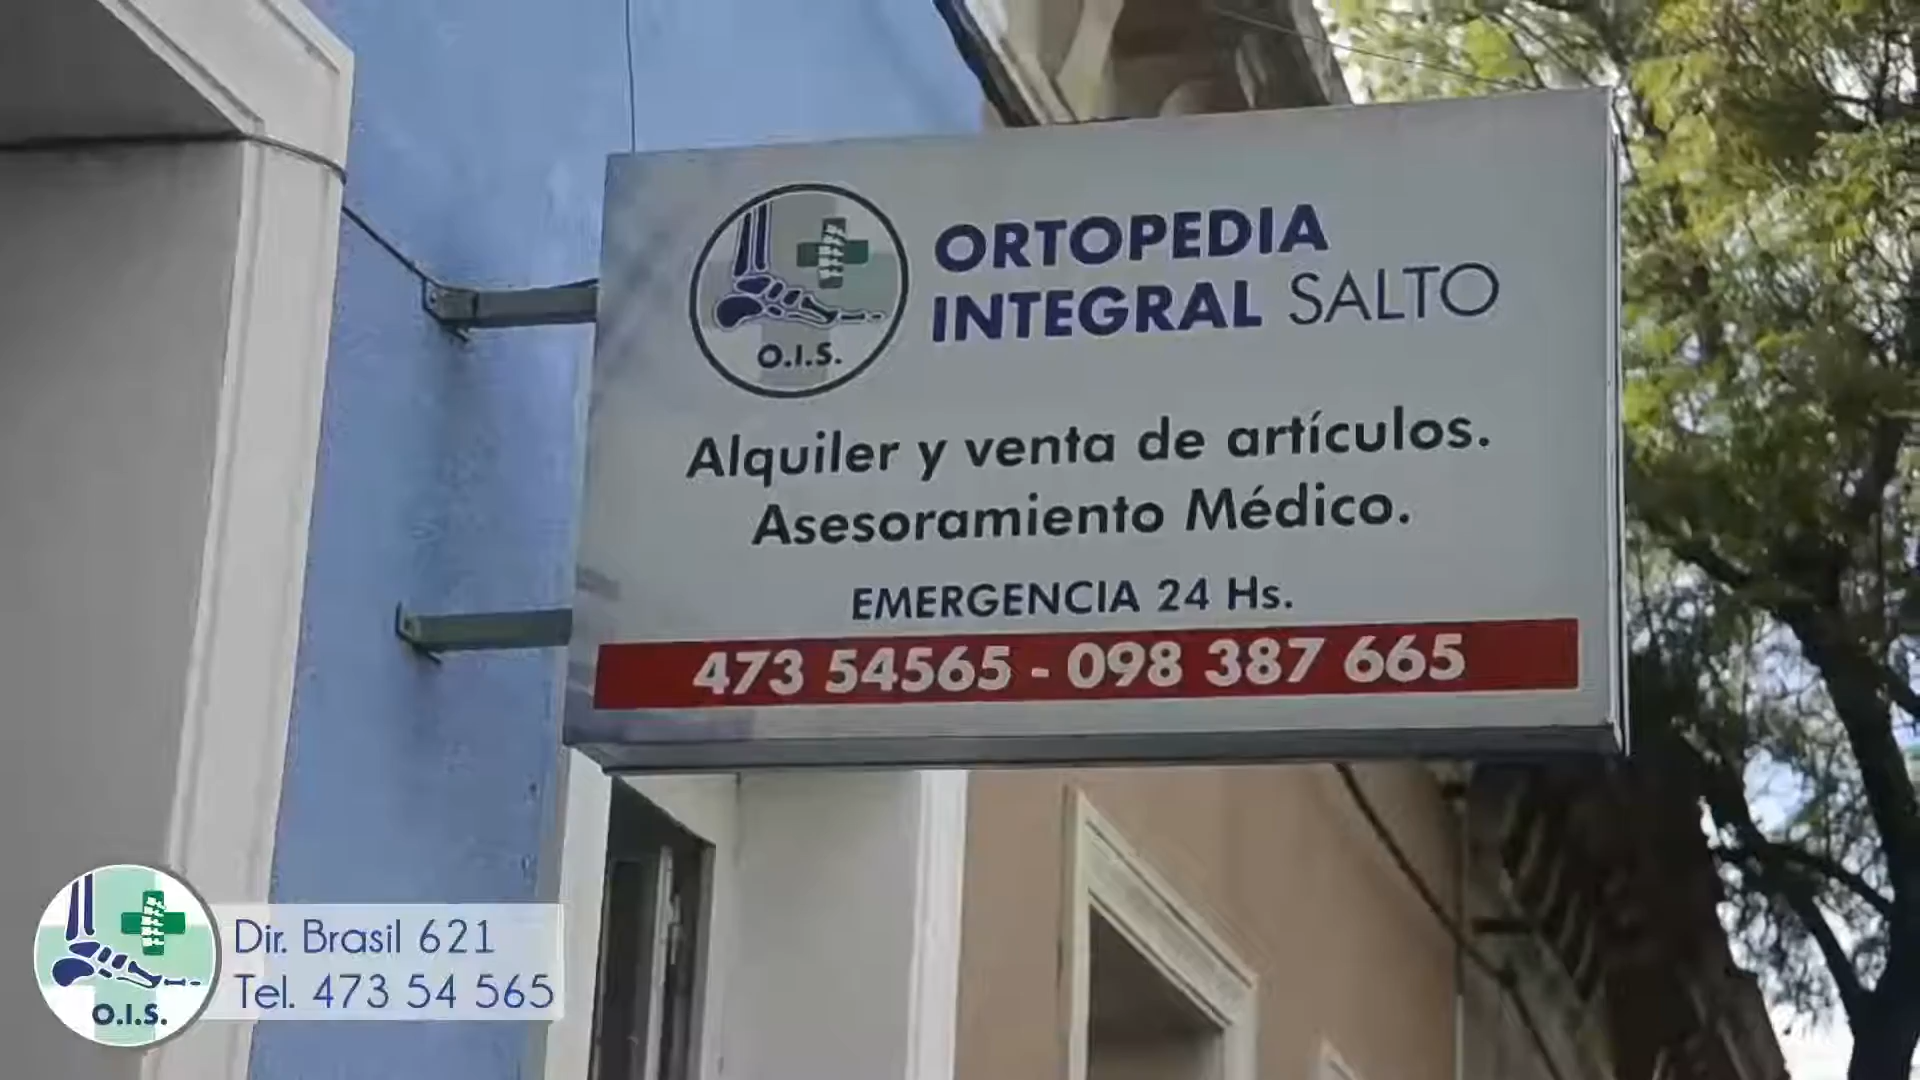 ORTOPEDIA
INTEGRAL SALTO
O.I.S.
Alquiler y venta de artículos.
Asesoramiento Médico.
EMERGENCIA 24 Hs.
473 54565 - 098 387 665
Dir. Brasil 621
Tel. 473 54 565
O.I.S.